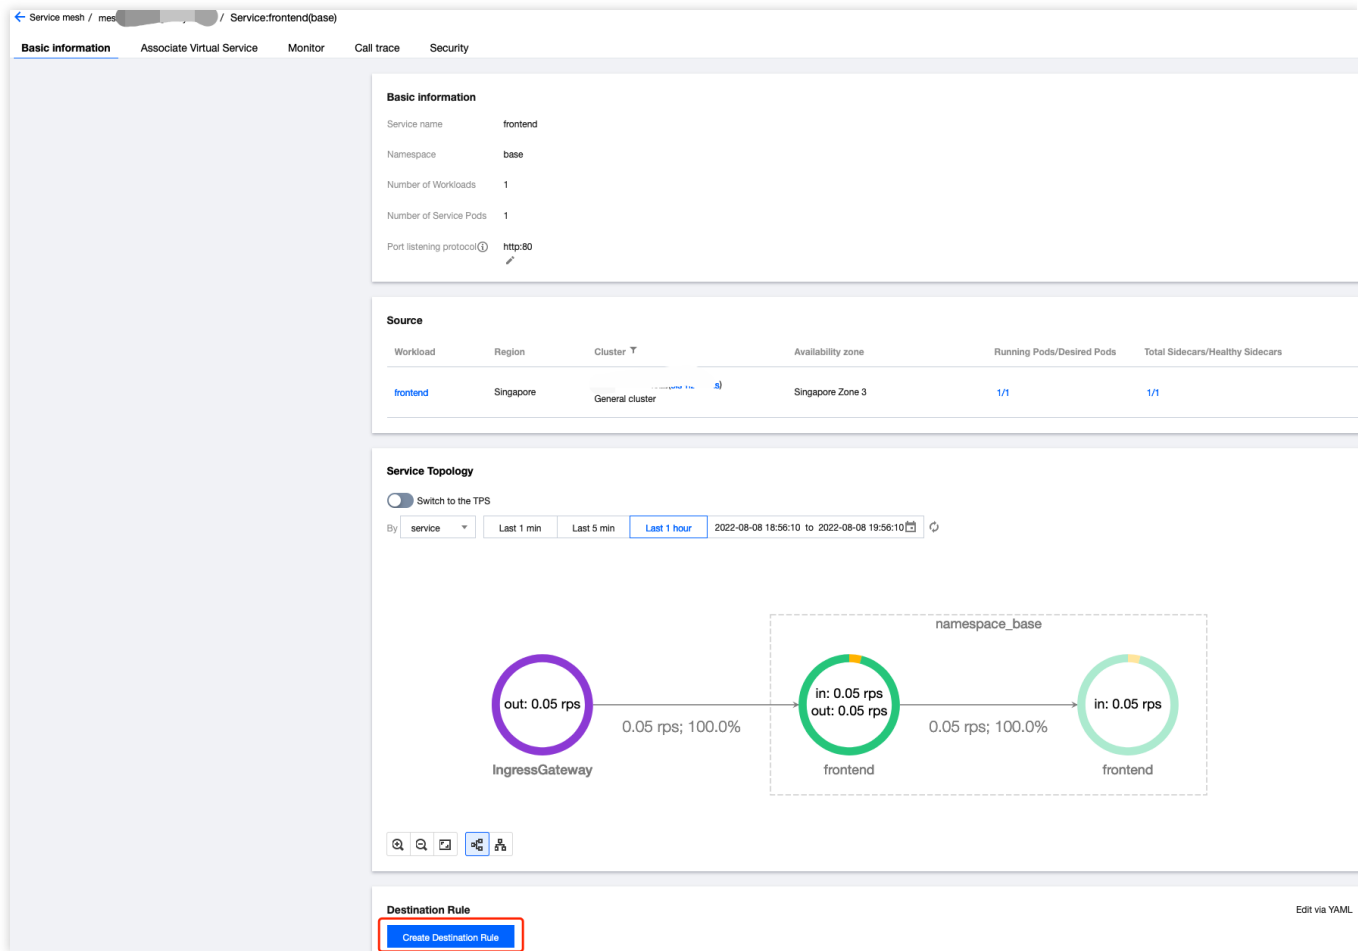 Service mesh / mes / Service:frontend(base)
Basic information Associate Virtual Service Monitor Call trace Security
Basic information
Service name frontend
Namespace base
Number of Workloads 1
Number of Service Pods 1
Port listening protocol http:80
Source
Workload Region Cluster Availability zone Running Pods/Desired Pods Total Sidecars/Healthy Sidecars
frontend Singapore General cluster Singapore Zone 3 1/1 1/1
Service Topology
Switch to the TPS
By service Last 1 min Last 5 min Last 1 hour 2022-08-08 18:56:10 to 2022-08-08 19:56:10
namespace_base
out: 0.05 rps
in: 0.05 rps
out: 0.05 rps
in: 0.05 rps
0.05 rps; 100.0% 0.05 rps; 100.0%
IngressGateway frontend frontend
Destination Rule Edit via YAML
Create Destination Rule